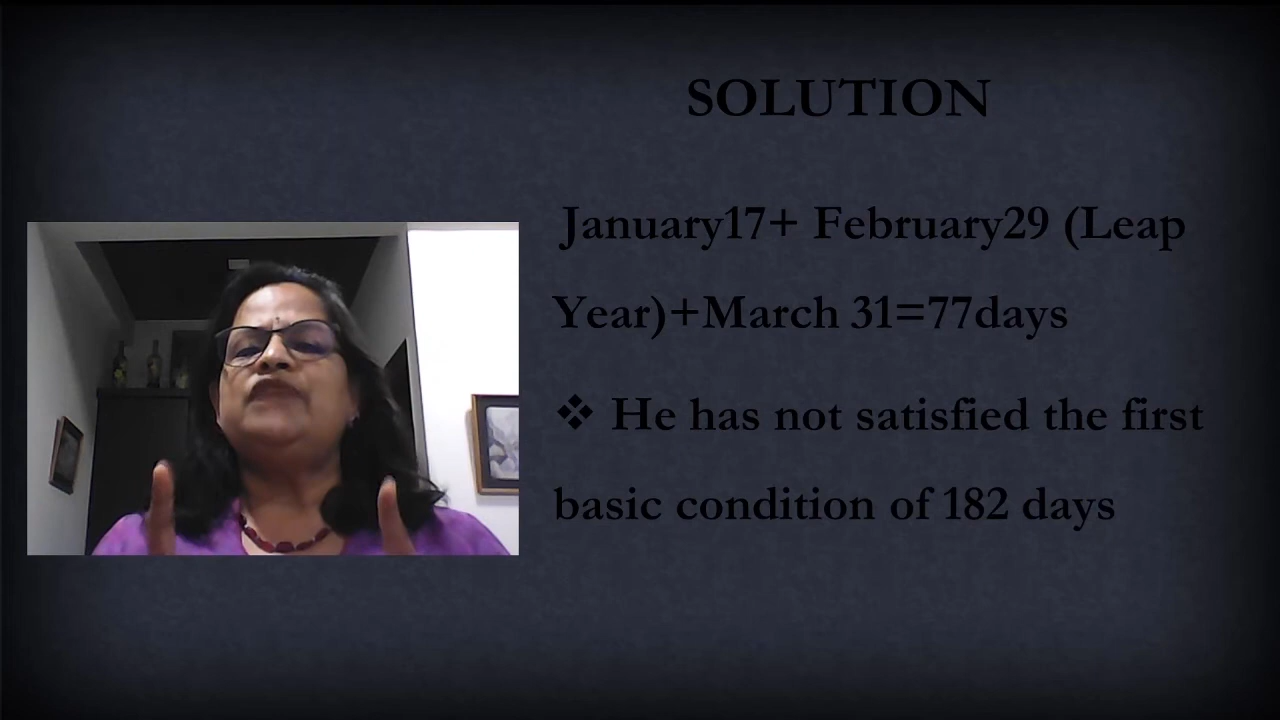 SOLUTION
January17+ February29 (Leap
Year)+March 31=77days
❖ He has not satisfied the first
basic condition of 182 days